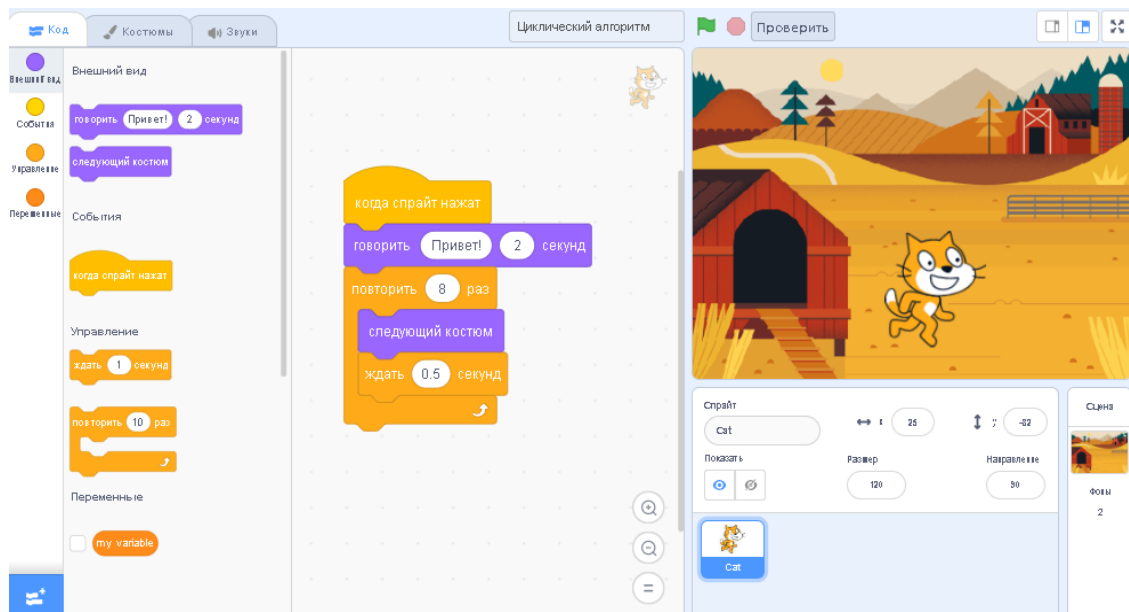 Код
Костюмы
Звуки
Циклический алгоритм
Проверить
Внешний вид
События
Управление
Переменные
Внешний вид
говорить Привет! 2 секунд
следующий костюм
События
когда спрайт нажат
Управление
ждать 1 секунд
повторить 10 раз
Переменные
my variable
когда спрайт нажат
говорить Привет! 2 секунд
повторить 8 раз
следующий костюм
ждать 0.5 секунд
Спрайт
Cat
x 25
y -82
Показать
Размер
120
Направление
90
Cat
Сцена
Фоны
2